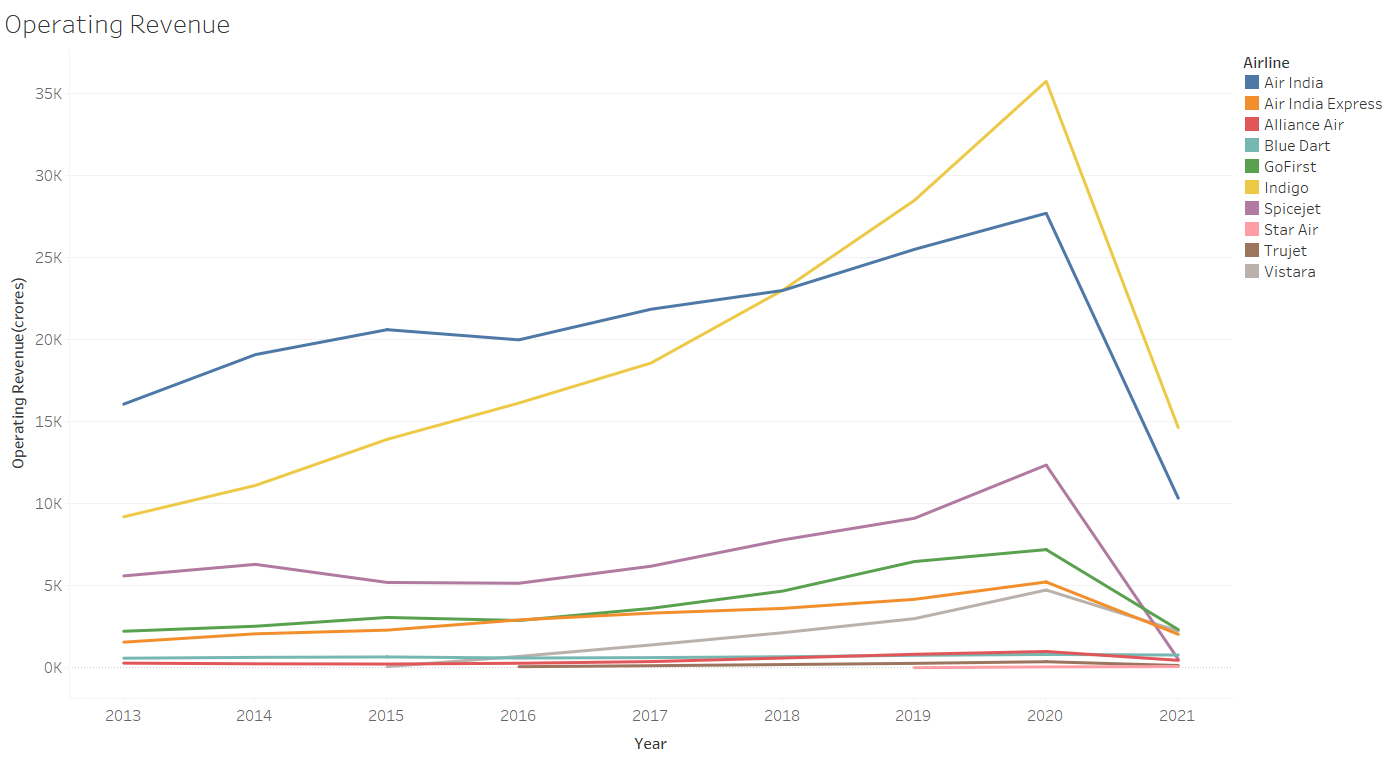 Operating Revenue
Airline
Air India
Air India Express
Alliance Air
Blue Dart
GoFirst
Indigo
Spicejet
Star Air
Trujet
Vistara
Operating Revenue(crores)
35K
30K
25K
20K
15K
10K
5K
0K
2013 2014 2015 2016 2017 2018 2019 2020 2021
Year